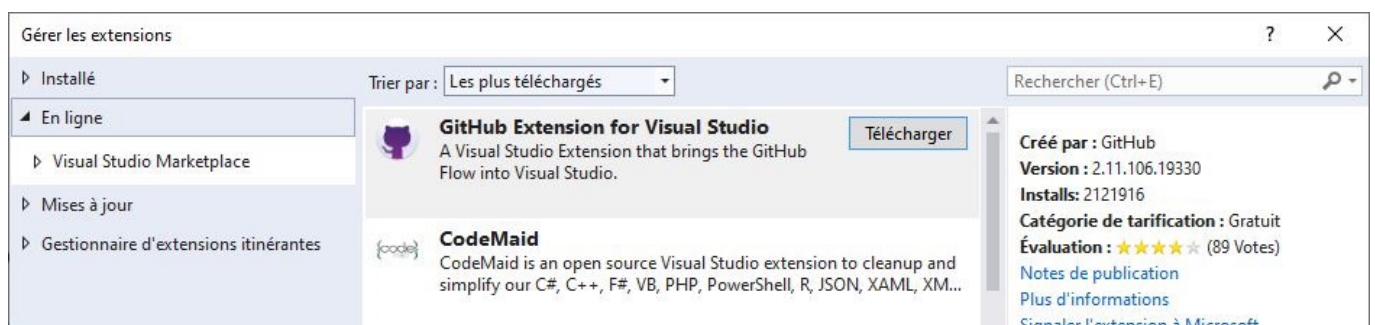 Gérer les extensions
?
Installé
En ligne
Visual Studio Marketplace
Mises à jour
Gestionnaire d'extensions itinérantes
Trier par : Les plus téléchargés
GitHub Extension for Visual Studio
Télécharger
A Visual Studio Extension that brings the GitHub
Flow into Visual Studio.
{code}
CodeMaid
CodeMaid is an open source Visual Studio extension to cleanup and
simplify our C#, C++, F#, VB, PHP, PowerShell, R, JSON, XAML, XM...
Rechercher (Ctrl+E)
Créé par : GitHub
Version : 2.11.106.19330
Installs: 2121916
Catégorie de tarification : Gratuit
Évaluation : (89 Votes)
Notes de publication
Plus d'informations
Signaler l'extension à Microsoft